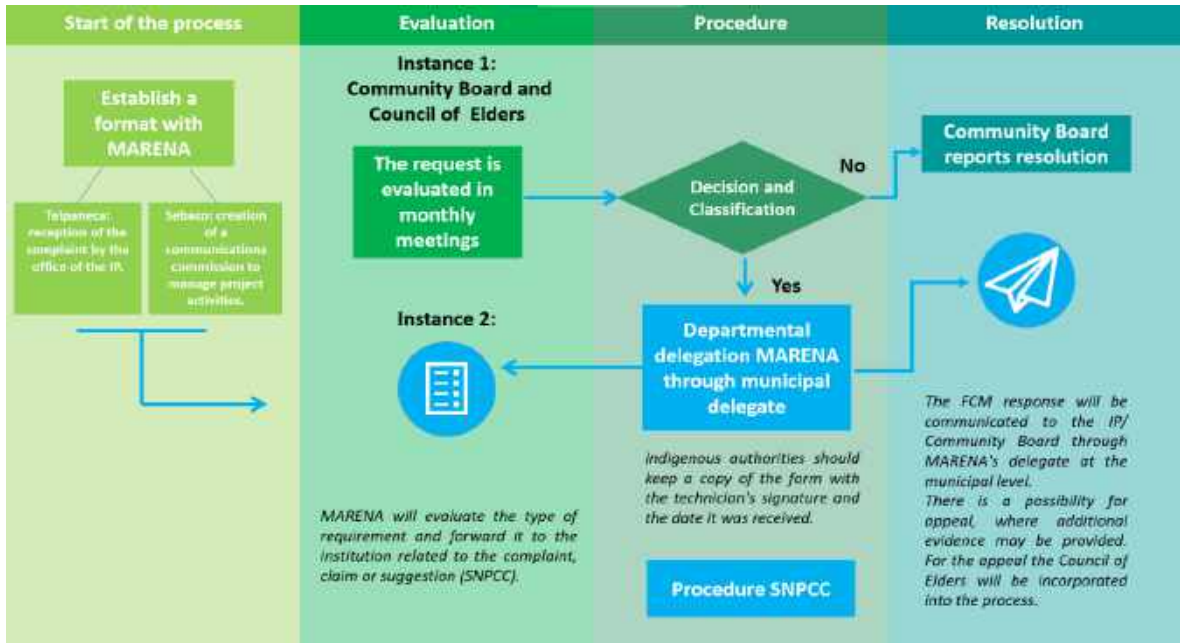 Start of the process
Evaluation
Procedure
Resolution
Establish a
format with
MARENA
Telpaneca:
reception of the
complaint by the
office of the IP.
Sebaco: creation
of a
communications
commission to
manage project
activities.
Instance 1:
Community Board and
Council of Elders
The request is
evaluated in
monthly
meetings
Decision and
Classification
No
Yes
Community Board
reports resolution
Instance 2:
Departmental
delegation MARENA
through municipal
delegate
MARENA will evaluate the type of
requirement and forward it to the
institution related to the complaint,
claim or suggestion (SNPCC).
Indigenous authorities should
keep a copy of the form with
the technician's signature and
the date it was received.
Procedure SNPCC
The FCM response will be
communicated to the IP/
Community Board through
MARENA's delegate at the
municipal level.
There is a possibility for
appeal, where additional
evidence may be provided.
For the appeal the Council of
Elders will be incorporated
into the process.